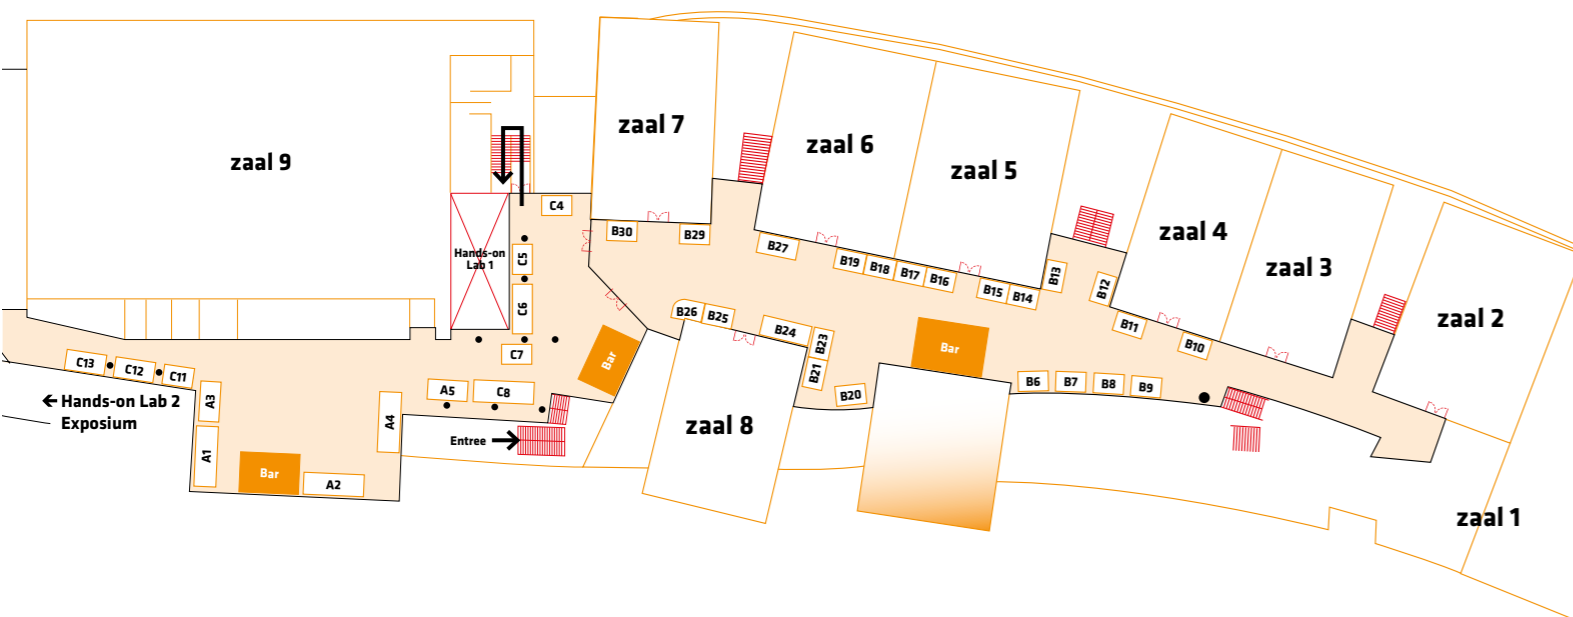 zaal 9
zaal 7
zaal 6
zaal 5
zaal 4
zaal 3
zaal 2
zaal 1
zaal 8
Hands-on
Lab 1
C4
C5
C6
C7
C8
B30
B29
B27
B19
B18
B17
B16
B15
B14
B13
B12
B11
B10
B26
B25
B24
B23
B21
B20
Bar
B6
B7
B8
B9
Bar
C13
C12
C11
A3
A1
Bar
A2
A4
A5
Entree
Hands-on Lab 2
Exposium